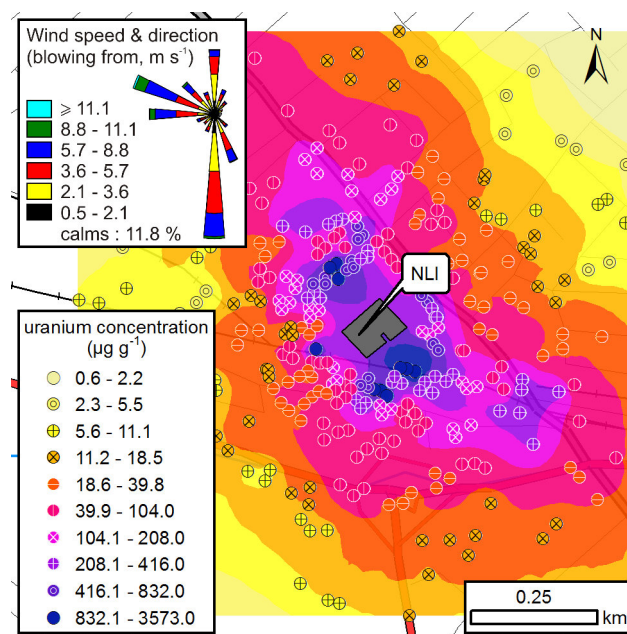 Wind speed & direction
(blowing from, m s⁻¹)
⩾ 11.1
8.8 - 11.1
5.7 - 8.8
3.6 - 5.7
2.1 - 3.6
0.5 - 2.1
calms : 11.8 %
N
NLI
uranium concentration
(µg g⁻¹)
0.6 - 2.2
2.3 - 5.5
5.6 - 11.1
11.2 - 18.5
18.6 - 39.8
39.9 - 104.0
104.1 - 208.0
208.1 - 416.0
416.1 - 832.0
832.1 - 3573.0
0.25
km